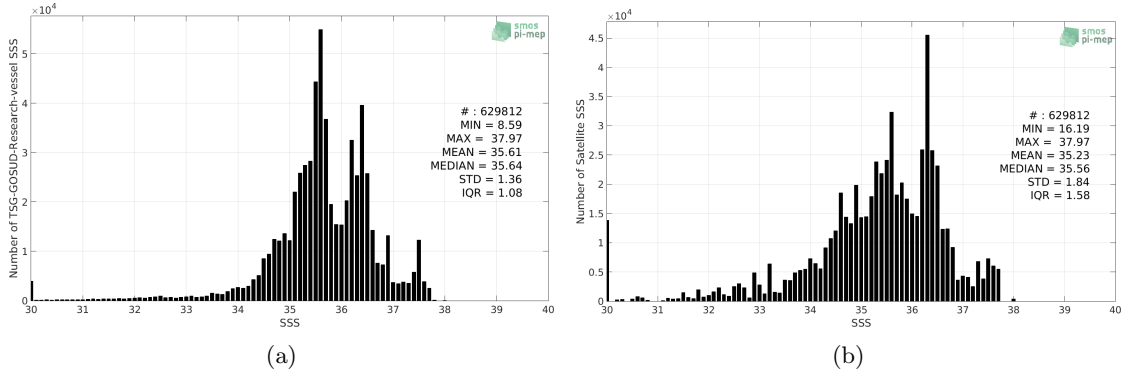 ×10⁴
smos
pi-mep
5
4
3
2
1
0
Number of TSG-GOSUD-Research-vessel SSS
# : 629812
MIN = 8.59
MAX = 37.97
MEAN = 35.61
MEDIAN = 35.64
STD = 1.36
IQR = 1.08
30 31 32 33 34 35 36 37 38 39 40
SSS
(a)
×10⁴
smos
pi-mep
4.5
4
3.5
3
2.5
2
1.5
1
0.5
0
Number of Satellite SSS
# : 629812
MIN = 16.19
MAX = 37.97
MEAN = 35.23
MEDIAN = 35.56
STD = 1.84
IQR = 1.58
30 31 32 33 34 35 36 37 38 39 40
SSS
(b)